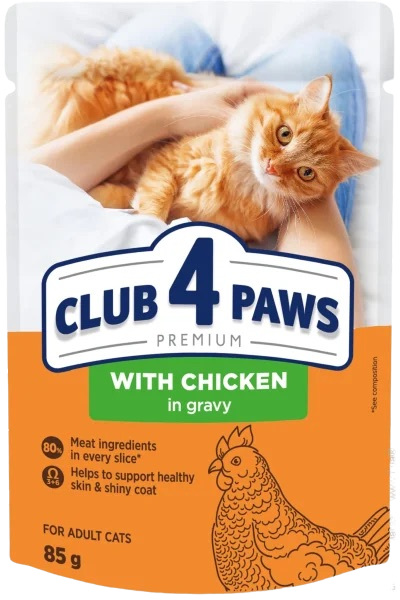 CLUB 4 PAWS
PREMIUM
WITH CHICKEN
in gravy
*See composition
80%
Meat ingredients
in every slice*
Ω
3+6
Helps to support healthy
skin & shiny coat
FOR ADULT CATS
85 g